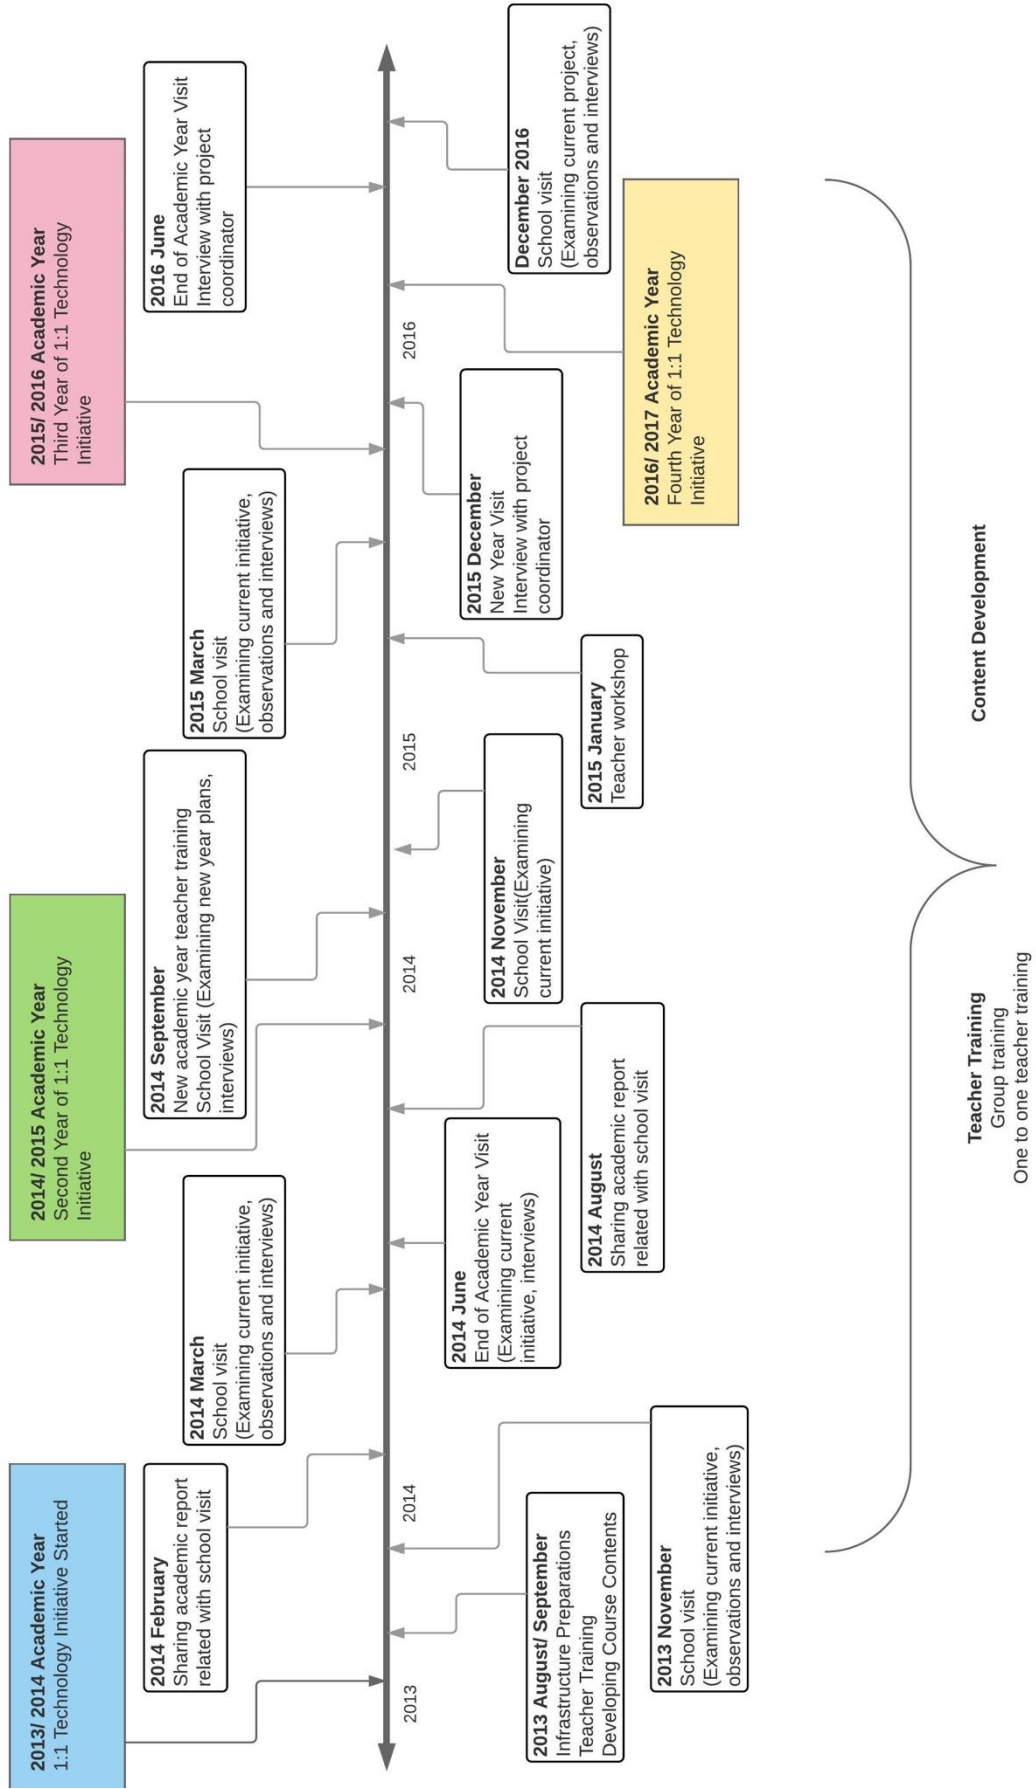 2013/ 2014 Academic Year
1:1 Technology Initiative Started
2014/ 2015 Academic Year
Second Year of 1:1 Technology
Initiative
2015/ 2016 Academic Year
Third Year of 1:1 Technology
Initiative
2014 February
Sharing academic report
related with school visit
2014 March
School visit
(Examining current initiative,
observations and interviews)
2014 September
New academic year teacher training
School Visit (Examining new year plans,
interviews)
2015 March
School visit
(Examining current initiative,
observations and interviews)
2016 June
End of Academic Year Visit
Interview with project
coordinator
2013
2014
2014
2015
2016
2013 August/ September
Infrastructure Preparations
Teacher Training
Developing Course Contents
2013 November
School visit
(Examining current initiative,
observations and interviews)
2014 June
End of Academic Year Visit
(Examining current
initiative, interviews)
2014 August
Sharing academic report
related with school visit
2014 November
School Visit(Examining
current initiative)
2015 January
Teacher workshop
2015 December
New Year Visit
Interview with project
coordinator
December 2016
School visit
(Examining current project,
observations and interviews)
2016/ 2017 Academic Year
Fourth Year of 1:1 Technology
Initiative
Teacher Training
Group training
One to one teacher training
Content Development